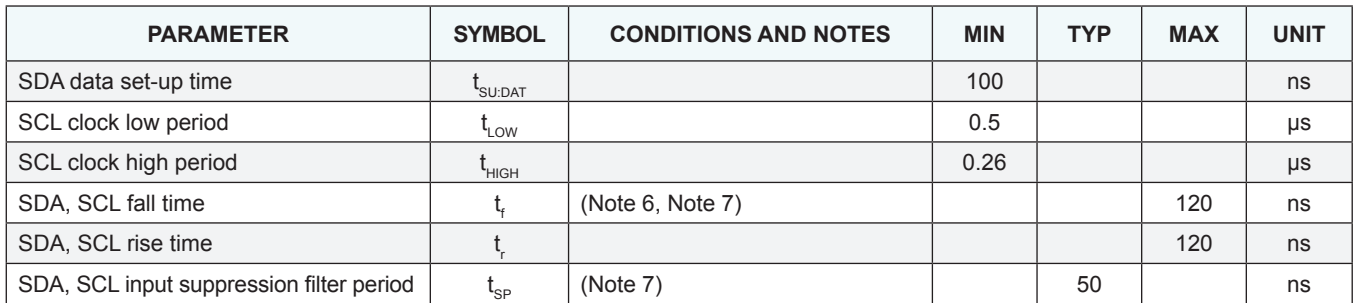 PARAMETER SYMBOL CONDITIONS AND NOTES MIN TYP MAX UNIT
SDA data set-up time tSU:DAT 100 ns
SCL clock low period tLOW 0.5 µs
SCL clock high period tHIGH 0.26 µs
SDA, SCL fall time tf (Note 6, Note 7) 120 ns
SDA, SCL rise time tr 120 ns
SDA, SCL input suppression filter period tSP (Note 7) 50 ns